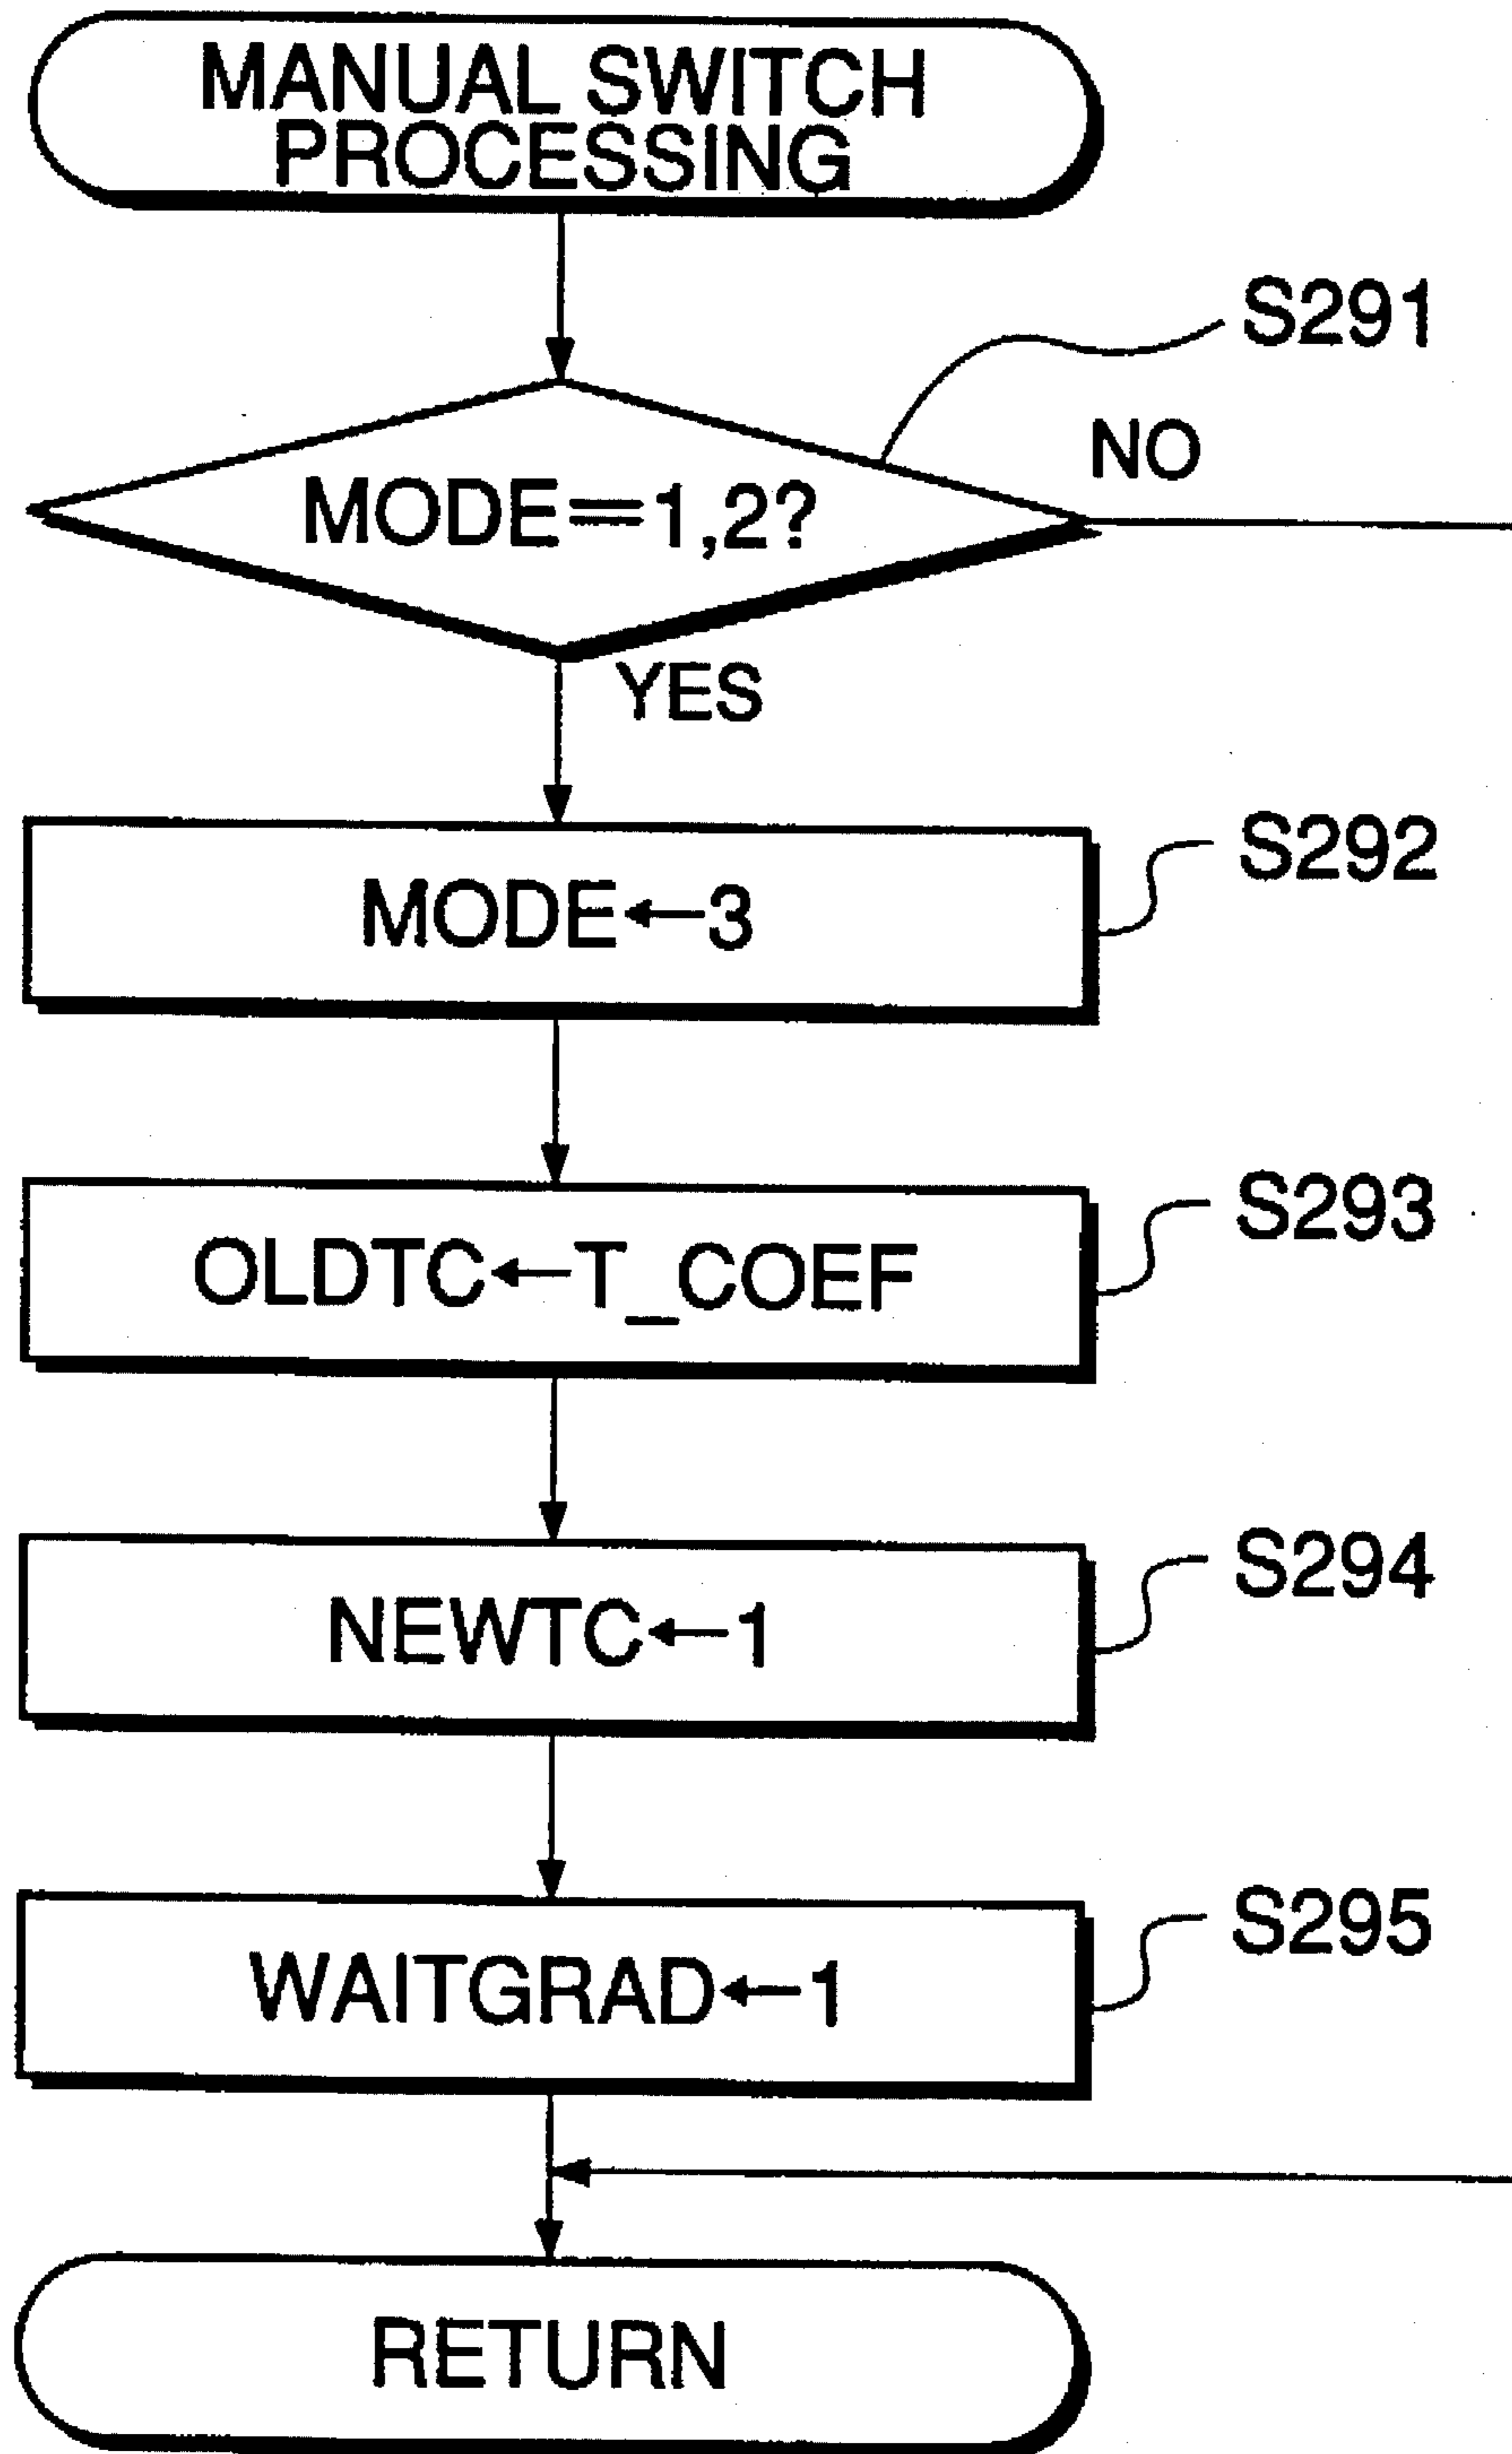 MANUAL SWITCH
PROCESSING
S291
NO
MODE=1,2?
YES
S292
MODE←3
S293
OLDTC←T_COEF
S294
NEWTC←1
S295
WAITGRAD←1
RETURN